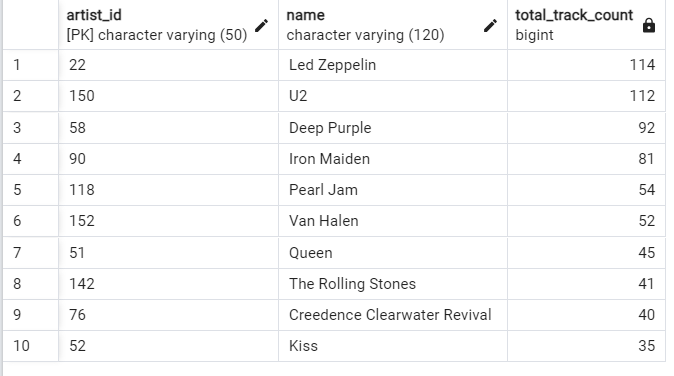 artist_id name total_track_count
[PK] character varying (50) character varying (120) bigint
1 22 Led Zeppelin 114
2 150 U2 112
3 58 Deep Purple 92
4 90 Iron Maiden 81
5 118 Pearl Jam 54
6 152 Van Halen 52
7 51 Queen 45
8 142 The Rolling Stones 41
9 76 Creedence Clearwater Revival 40
10 52 Kiss 35